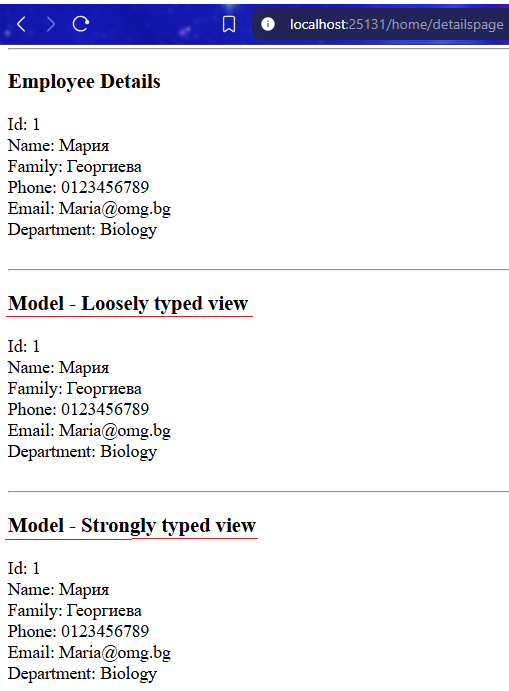 localhost:25131/home/detailspage
Employee Details
Id: 1
Name: Мария
Family: Георгиева
Phone: 0123456789
Email: Maria@omg.bg
Department: Biology
Model - Loosely typed view
Id: 1
Name: Мария
Family: Георгиева
Phone: 0123456789
Email: Maria@omg.bg
Department: Biology
Model - Strongly typed view
Id: 1
Name: Мария
Family: Георгиева
Phone: 0123456789
Email: Maria@omg.bg
Department: Biology